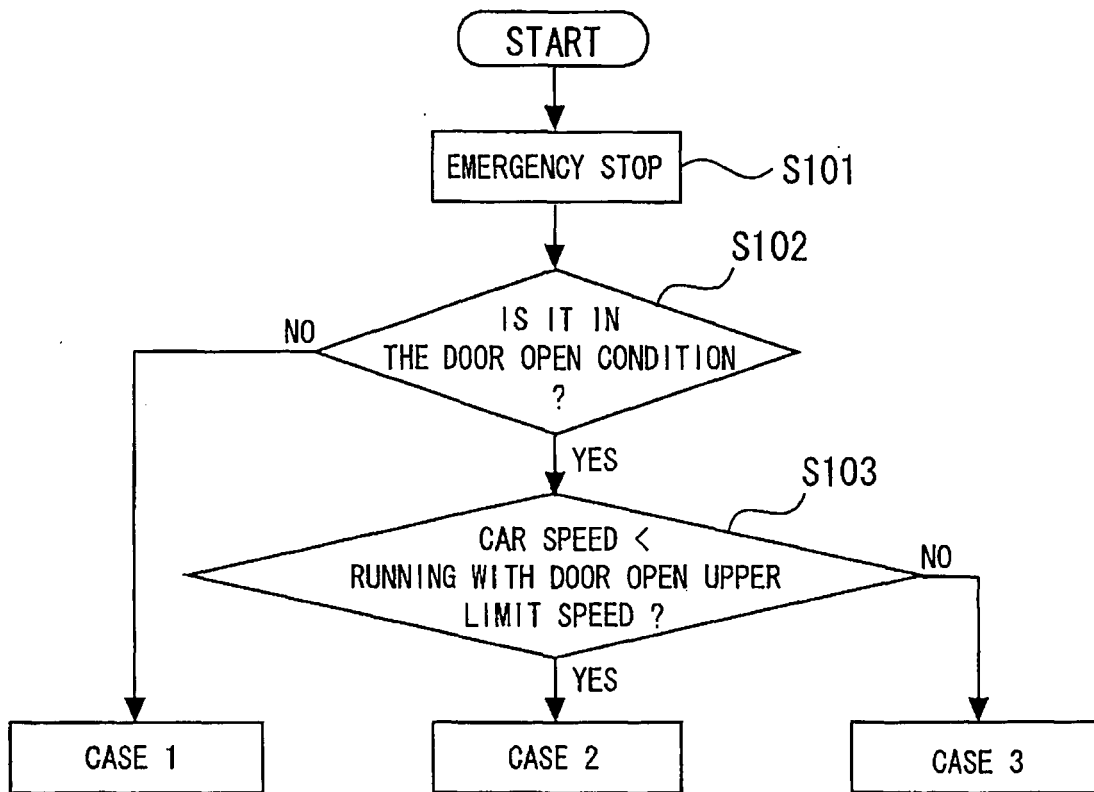 START
EMERGENCY STOP
S101
S102
IS IT IN
THE DOOR OPEN CONDITION
?
NO
YES
S103
CAR SPEED <
RUNNING WITH DOOR OPEN UPPER
LIMIT SPEED ?
NO
YES
CASE 1
CASE 2
CASE 3